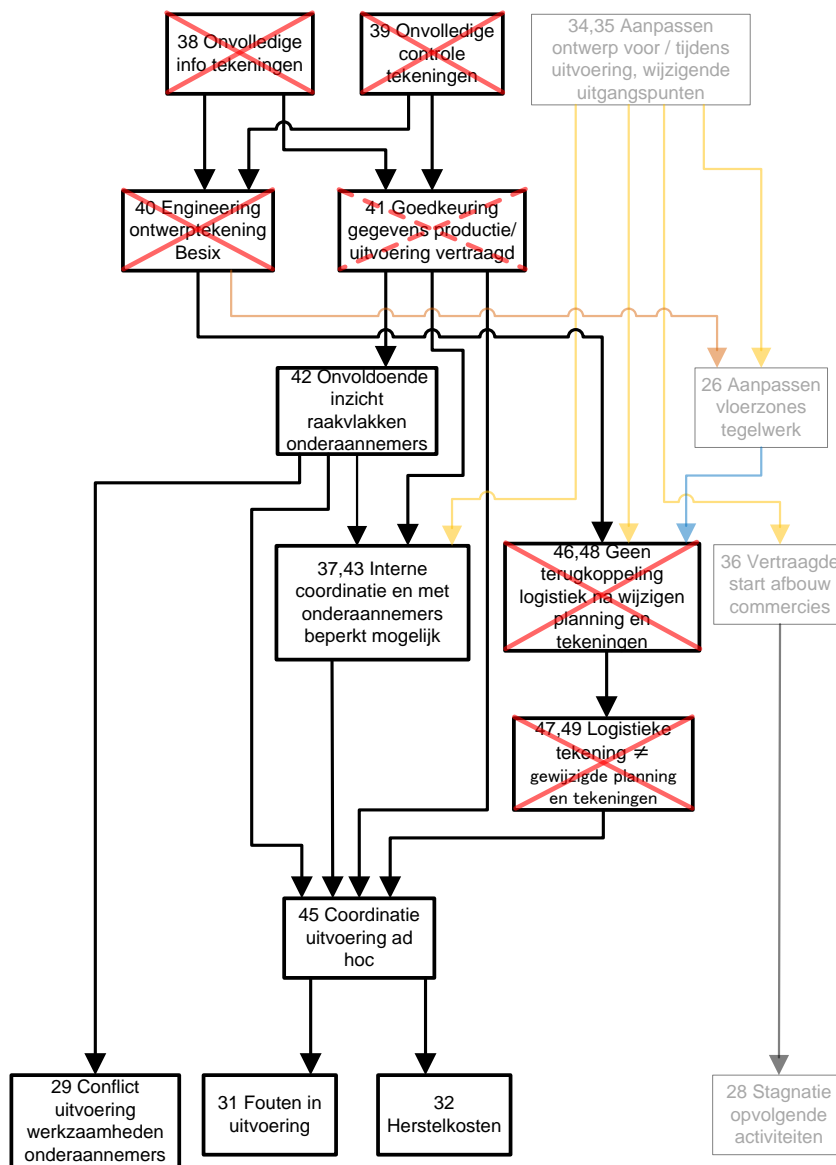 38 Onvolledige
info tekeningen
39 Onvolledige
controle
tekeningen
34,35 Aanpassen
ontwerp voor / tijdens
uitvoering, wijzigende
uitgangspunten
40 Engineering
ontwerptekening
Besix
41 Goedkeuring
gegevens productie/
uitvoering vertraagd
42 Onvoldoende
inzicht
raakvlakken
onderaannemers
26 Aanpassen
vloerzones
tegelwerk
37,43 Interne
coordinatie en met
onderaannemers
beperkt mogelijk
46,48 Geen
terugkoppeling
logistiek na wijzigen
planning en
tekeningen
36 Vertraagde
start afbouw
commercies
47,49 Logistieke
tekening ≠
gewijzigde planning
en tekeningen
45 Coordinatie
uitvoering ad
hoc
29 Conflict
uitvoering
werkzaamheden
onderaannemers
31 Fouten in
uitvoering
32
Herstelkosten
28 Stagnatie
opvolgende
activiteiten